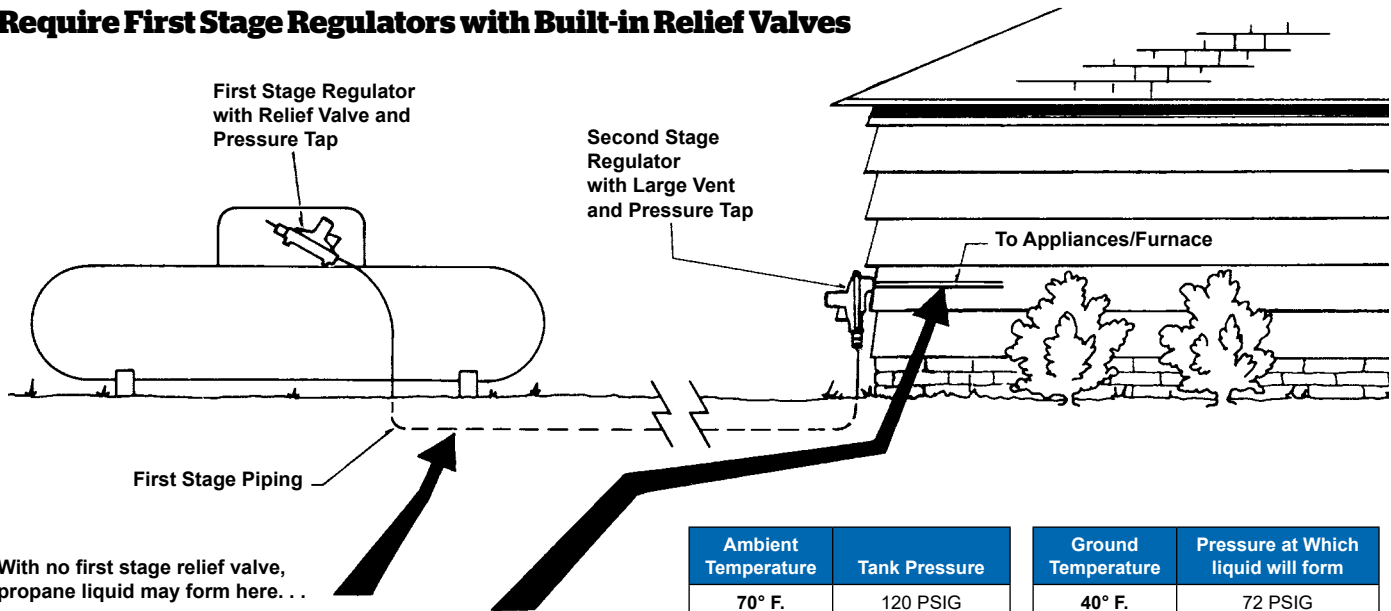 Require First Stage Regulators with Built-in Relief Valves
First Stage Regulator
with Relief Valve and
Pressure Tap
Second Stage
Regulator
with Large Vent
and Pressure Tap
To Appliances/Furnace
First Stage Piping
With no first stage relief valve,
propane liquid may form here. . .
Ambient Temperature | Tank Pressure
70° F. | 120 PSIG
Ground Temperature | Pressure at Which liquid will form
40° F. | 72 PSIG